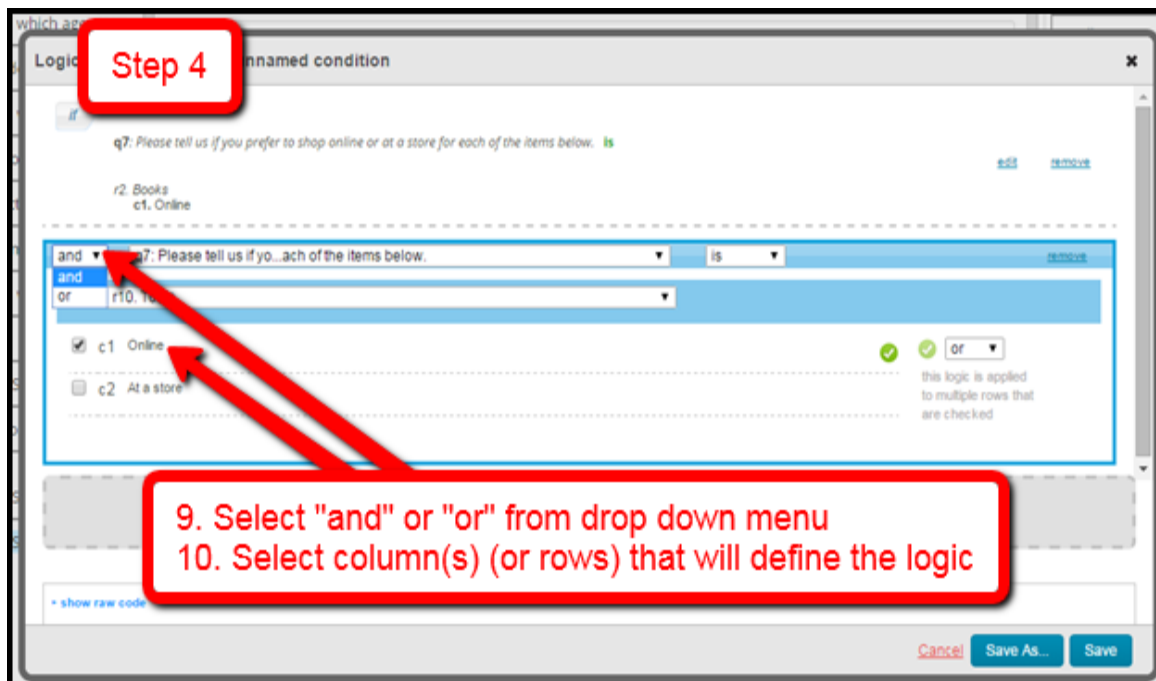 which age
Step 4
Logic
nnamed condition
if
q7: Please tell us if you prefer to shop online or at a store for each of the items below. is
edit remove
r2. Books
c1. Online
and q7: Please tell us if yo...ach of the items below. is remove
and
or r10.
c1 Online or
this logic is applied
to multiple rows that
are checked
c2 At a store
9. Select "and" or "or" from drop down menu
10. Select column(s) (or rows) that will define the logic
show raw code
Cancel Save As... Save